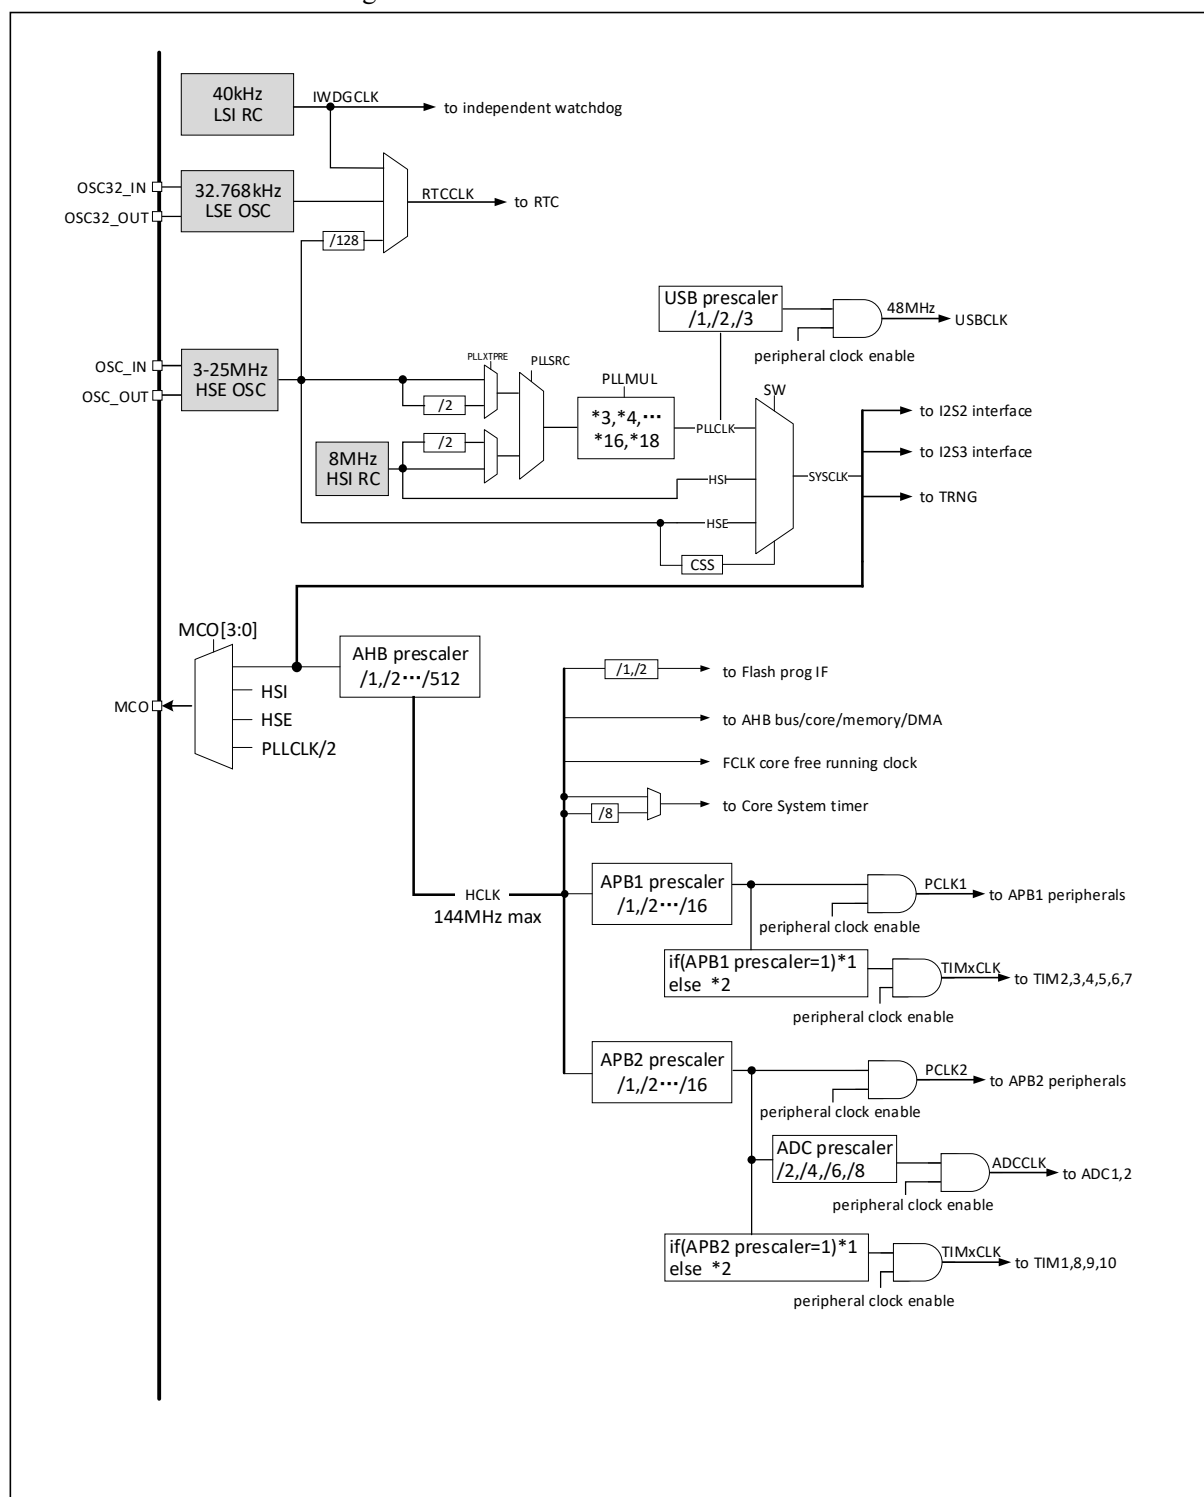 40kHz
LSI RC
IWDGCLK
to independent watchdog
OSC32_IN
OSC32_OUT
32.768kHz
LSE OSC
RTCCLK
to RTC
/128
USB prescaler
/1,/2,/3
48MHz
USBCLK
peripheral clock enable
OSC_IN
OSC_OUT
3-25MHz
HSE OSC
PLLXTPRE
PLLSRC
/2
PLLMUL
*3,*4,⋯
*16,*18
PLLCLK
SW
to I2S2 interface
to I2S3 interface
to TRNG
/2
8MHz
HSI RC
HSI
SYSCLK
HSE
CSS
MCO[3:0]
MCO
HSI
HSE
PLLCLK/2
AHB prescaler
/1,/2⋯/512
/1,/2
to Flash prog IF
to AHB bus/core/memory/DMA
FCLK core free running clock
/8
to Core System timer
HCLK
144MHz max
APB1 prescaler
/1,/2⋯/16
PCLK1
to APB1 peripherals
peripheral clock enable
if(APB1 prescaler=1)*1
else *2
TIMxCLK
to TIM2,3,4,5,6,7
peripheral clock enable
APB2 prescaler
/1,/2⋯/16
PCLK2
to APB2 peripherals
peripheral clock enable
ADC prescaler
/2,/4,/6,/8
ADCCLK
to ADC1,2
peripheral clock enable
if(APB2 prescaler=1)*1
else *2
TIMxCLK
to TIM1,8,9,10
peripheral clock enable